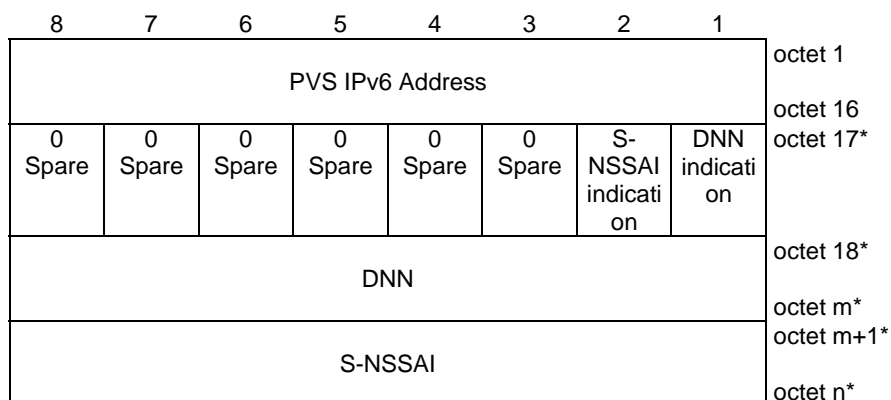 8 7 6 5 4 3 2 1
octet 1
PVS IPv6 Address
octet 16
0 0 0 0 0 0 S- DNN octet 17*
Spare Spare Spare Spare Spare Spare NSSAI indicati
indicati on
on
octet 18*
DNN
octet m*
octet m+1*
S-NSSAI
octet n*